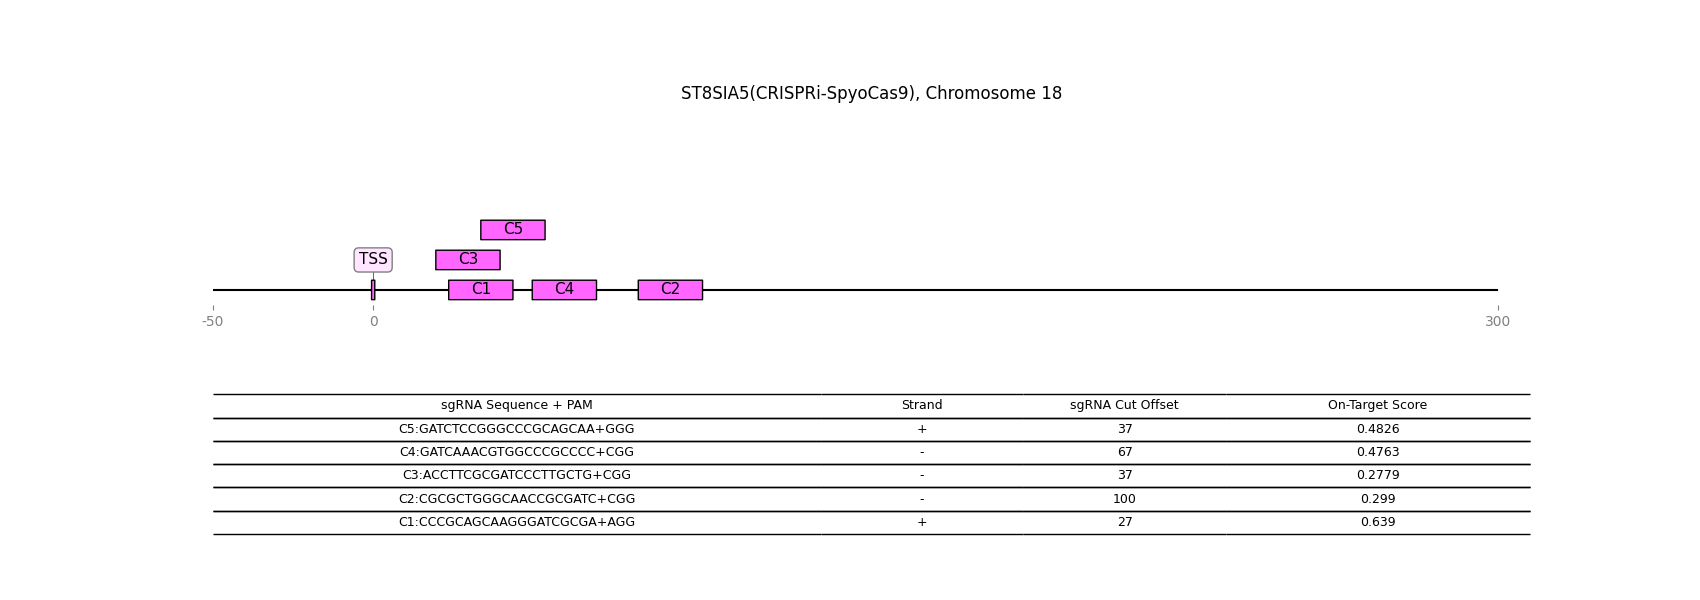 ST8SIA5(CRISPRi-SpyoCas9), Chromosome 18
C5
TSS C3
C1 C4 C2
-50 0 300
sgRNA Sequence + PAM Strand sgRNA Cut Offset On-Target Score
C5:GATCTCCGGGCCCGCAGCAA+GGG + 37 0.4826
C4:GATCAAACGTGGCCCGCCCC+CGG - 67 0.4763
C3:ACCTTCGCGATCCCTTGCTG+CGG - 37 0.2779
C2:CGCGCTGGGCAACCGCGATC+CGG - 100 0.299
C1:CCCGCAGCAAGGGATCGCGA+AGG + 27 0.639